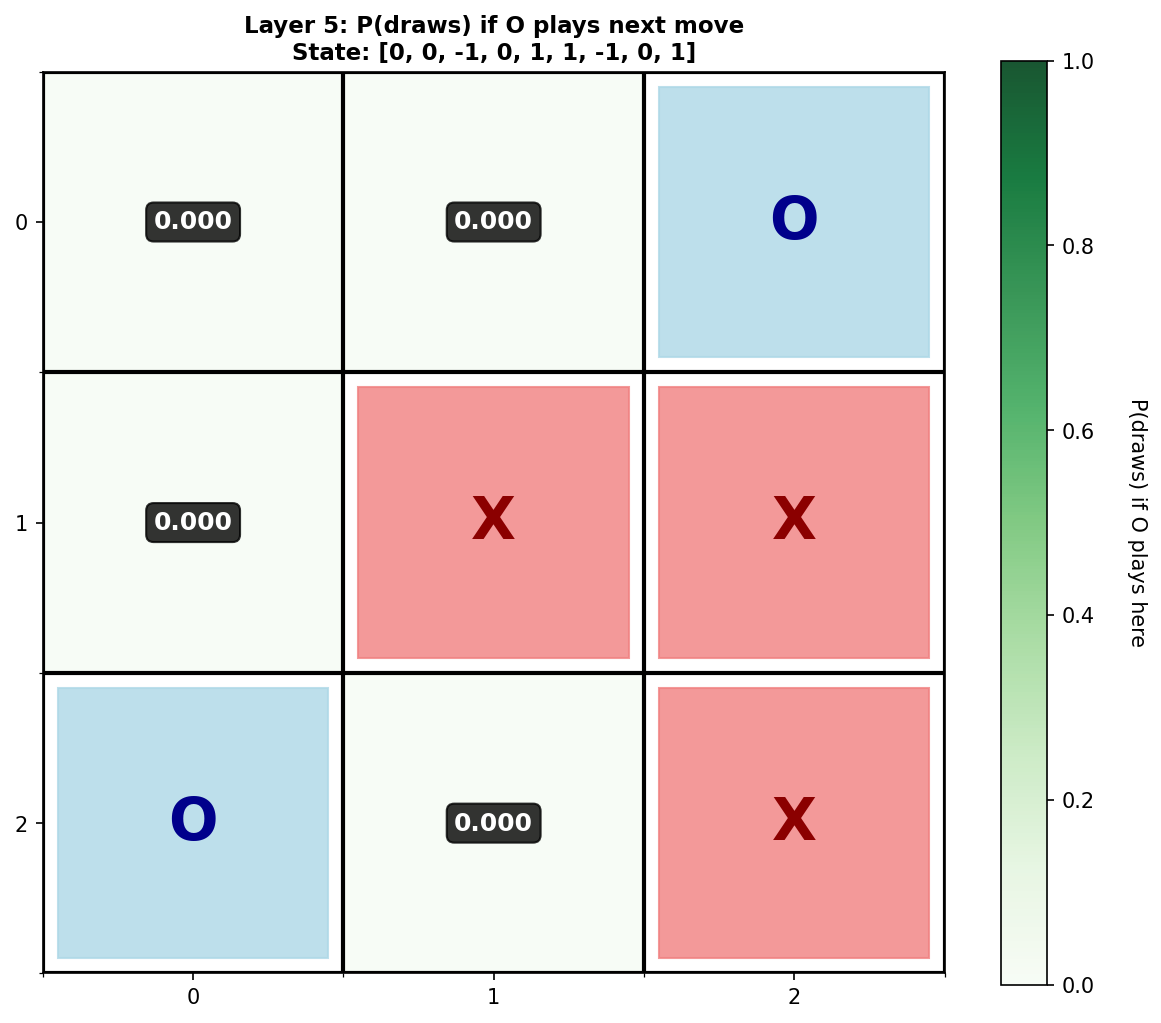 Layer 5: P(draws) if O plays next move
State: [0, 0, -1, 0, 1, 1, -1, 0, 1]
0.000
0.000
O
0.000
X
X
O
0.000
X
0
1
2
0
1
2
1.0
0.8
0.6
0.4
0.2
0.0
P(draws) if O plays here